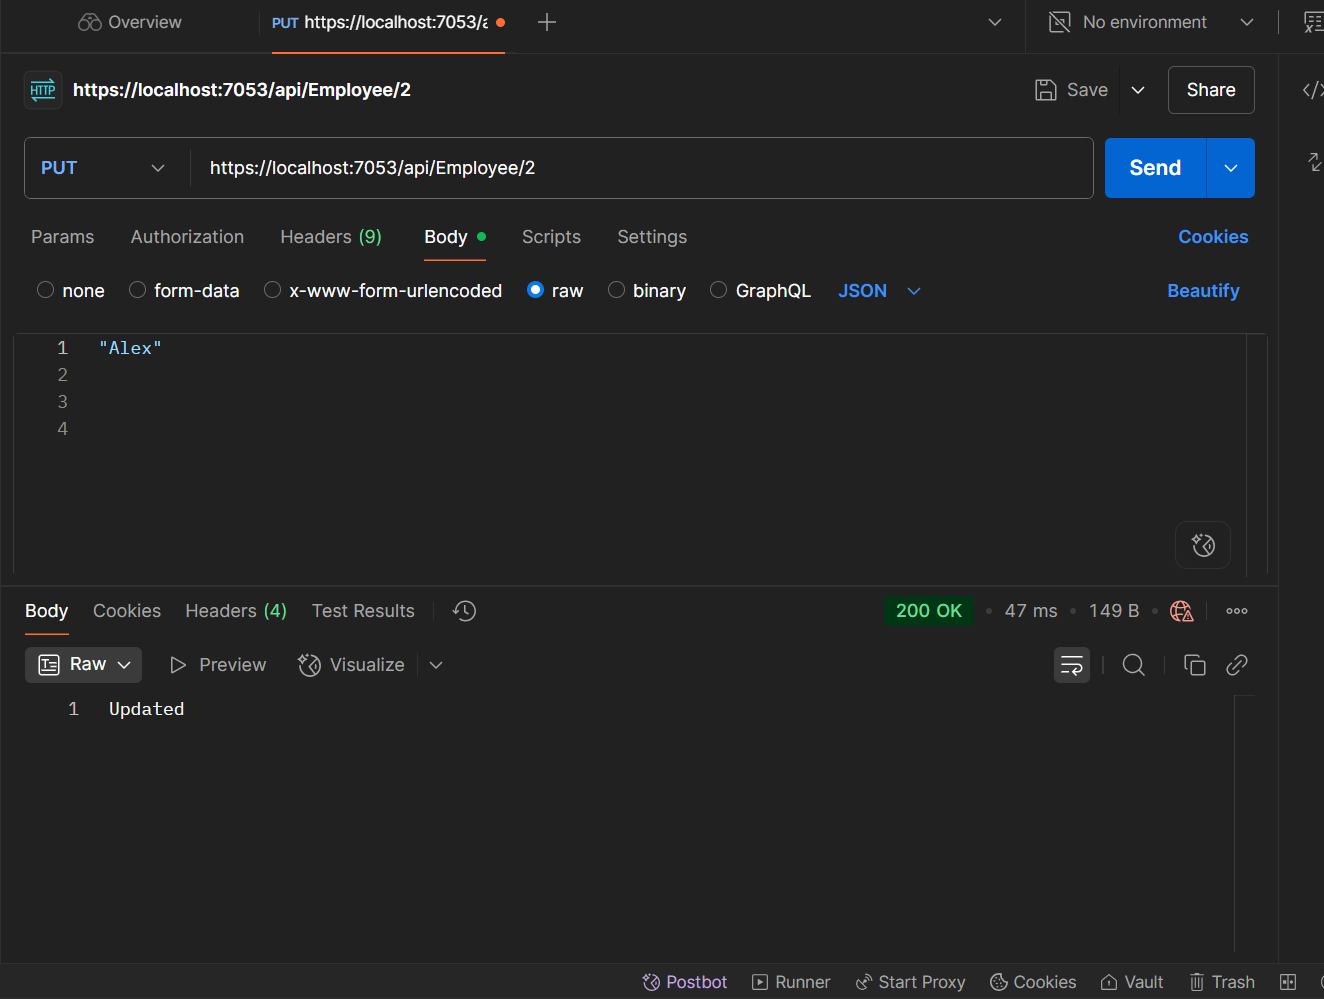 Overview
PUT https://localhost:7053/a
No environment
HTTP https://localhost:7053/api/Employee/2
Save
Share
PUT https://localhost:7053/api/Employee/2
Send
Params Authorization Headers (9) Body Scripts Settings Cookies
none form-data x-www-form-urlencoded raw binary GraphQL JSON Beautify
1 "Alex"
2
3
4
Body Cookies Headers (4) Test Results 200 OK 47 ms 149 B
Raw Preview Visualize
1 Updated
Postbot Runner Start Proxy Cookies Vault Trash